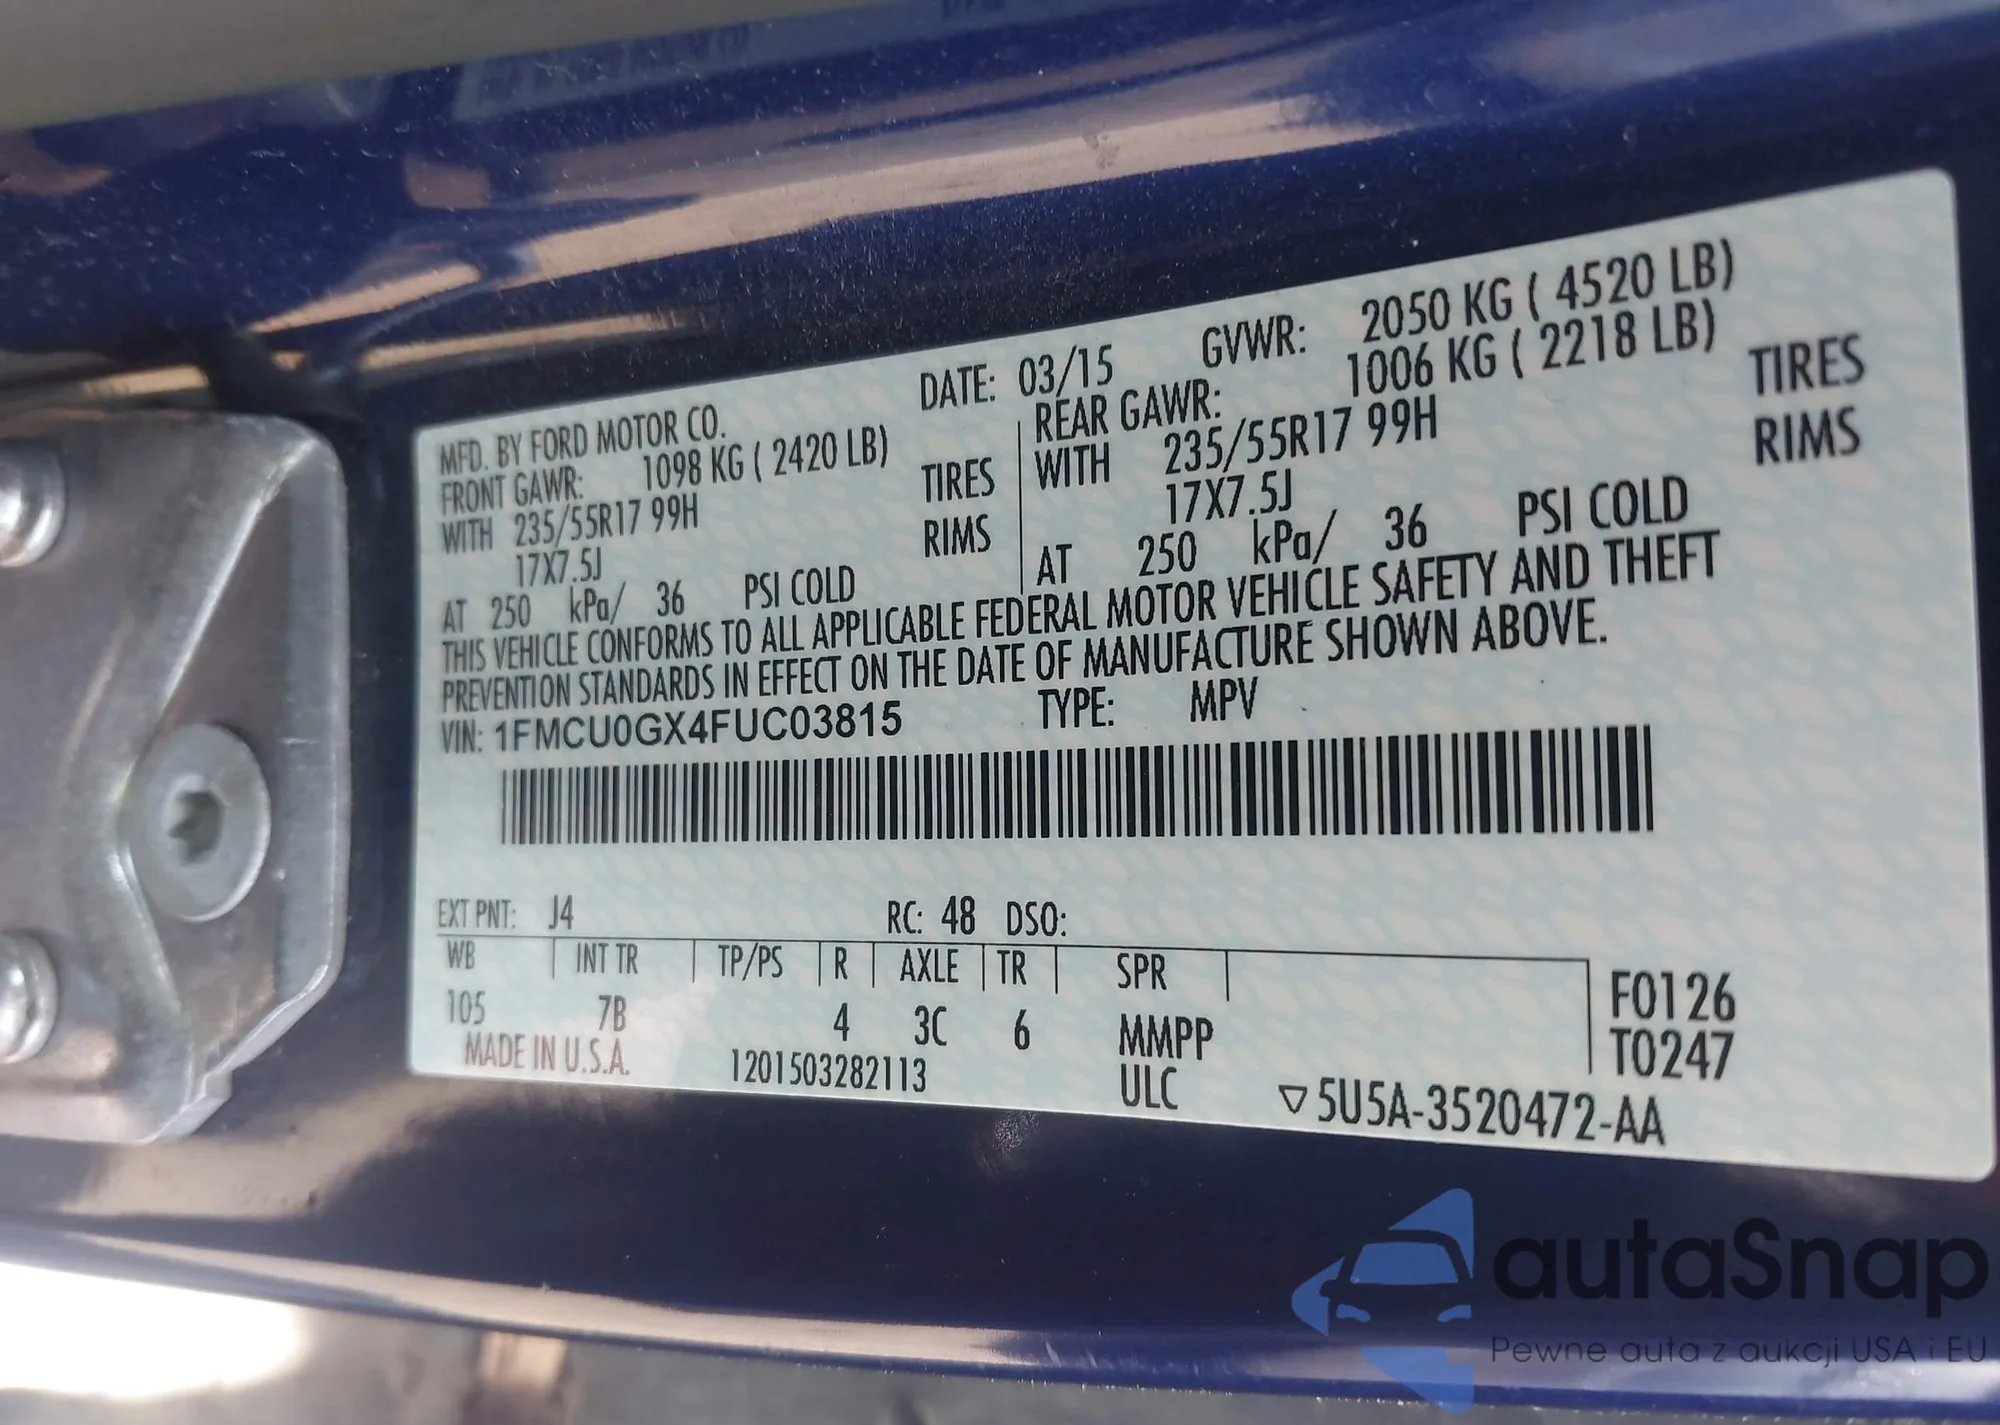 MFD. BY FORD MOTOR CO.
DATE: 03/15
GVWR: 2050 KG ( 4520 LB)
FRONT GAWR: 1098 KG ( 2420 LB)
WITH 235/55R17 99H TIRES
17X7.5J RIMS
AT 250 kPa/ 36 PSI COLD
REAR GAWR: 1006 KG ( 2218 LB)
WITH 235/55R17 99H TIRES
17X7.5J RIMS
AT 250 kPa/ 36 PSI COLD
THIS VEHICLE CONFORMS TO ALL APPLICABLE FEDERAL MOTOR VEHICLE SAFETY AND THEFT
PREVENTION STANDARDS IN EFFECT ON THE DATE OF MANUFACTURE SHOWN ABOVE.
VIN: 1FMCU0GX4FUC03815 TYPE: MPV
EXT PNT: J4 RC: 48 DSO:
WB INT TR TP/PS R AXLE TR SPR
105 7B 4 3C 6 MMPP F0126
MADE IN U.S.A. 1201503282113 ULC T0247
▽5U5A-3520472-AA
autaSnap
Pewne auta z aukcji USA i EU